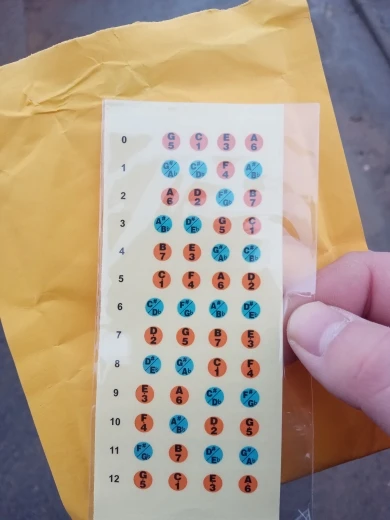 0 G 5 C 1 E 3 A 6
1 G# A♭ C# D♭ F 4 A# B♭
2 A 6 D 2 F# G♭ B 7
3 A# B♭ D# E♭ G 5 C 1
4 B 7 E 3 G# A♭ C#
5 C 1 F 4 A 6 D 2
6 C# D♭ F# G♭ A# B♭ D# E♭
7 D 2 G 5 B 7 E 3
8 D# E♭ G# A♭ C 1 F 4
9 E 3 A 6 C# D♭ F# G♭
10 F 4 A# B♭ D 2 G 5
11 F# G♭ B 7 D# E♭ G# A♭
12 G 5 C 1 E 3 A 6